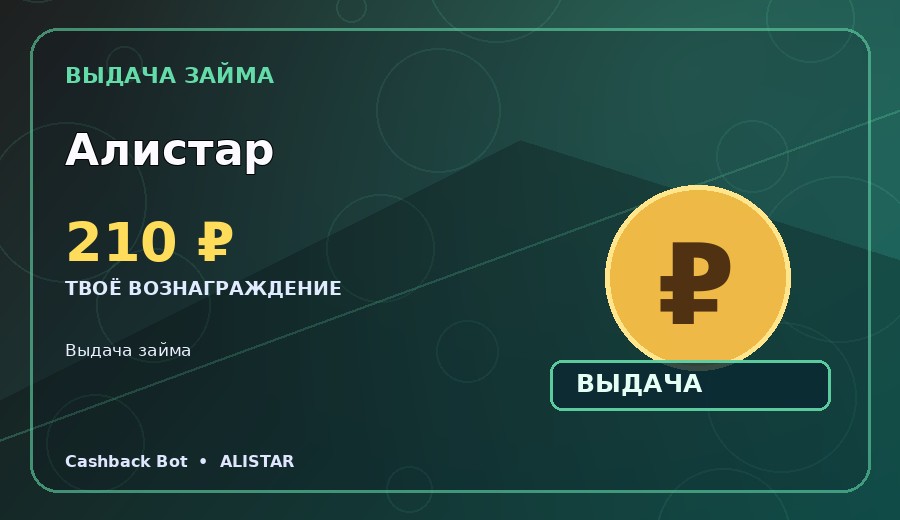 ВЫДАЧА ЗАЙМА
Алистар
210 ₽
ТВОЁ ВОЗНАГРАЖДЕНИЕ
Выдача займа
₽
ВЫДАЧА
Cashback Bot • ALISTAR